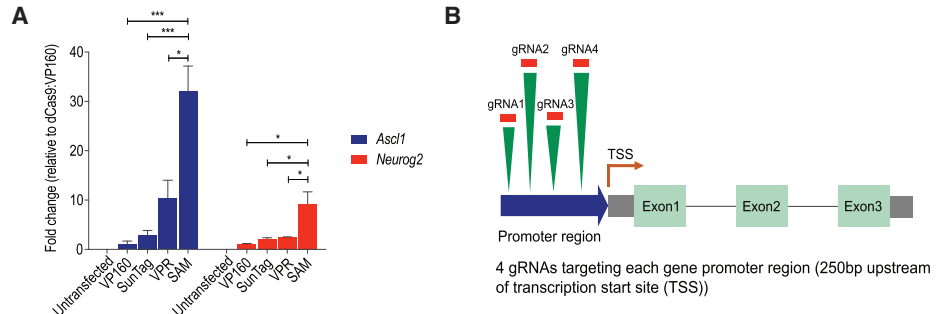 A
Fold change (relative to dCas9:VP160)
40
30
20
10
0
***
***
*
*
*
*
Untransfected
VP160
SunTag
VPR
SAM
Untransfected
VP160
SunTag
VPR
SAM
Ascl1
Neurog2
B
gRNA2
gRNA4
gRNA1
gRNA3
TSS
Exon1
Exon2
Exon3
Promoter region
4 gRNAs targeting each gene promoter region (250bp upstream
of transcription start site (TSS))